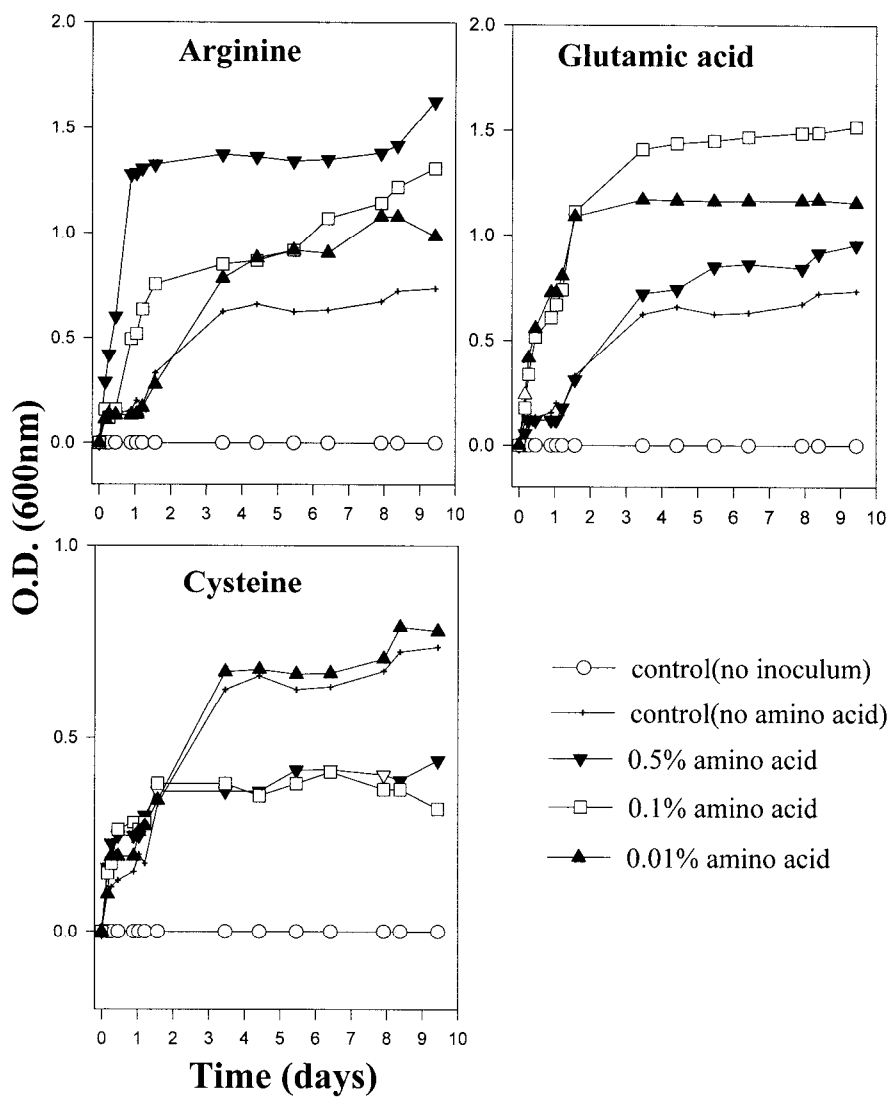 Arginine
2.0
1.5
1.0
0.5
0.0
0 1 2 3 4 5 6 7 8 9 10
Glutamic acid
2.0
1.5
1.0
0.5
0.0
0 1 2 3 4 5 6 7 8 9 10
O.D. ((600nm)
Cysteine
1.0
0.5
0.0
0 1 2 3 4 5 6 7 8 9 10
Time (days)
control(no inoculum)
control(no amino acid)
0.5% amino acid
0.1% amino acid
0.01% amino acid